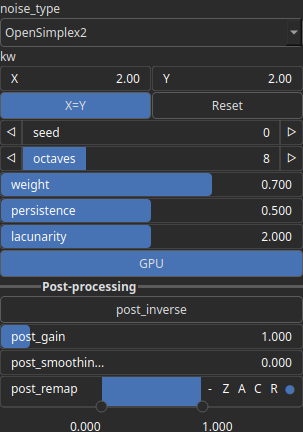 noise_type
OpenSimplex2
kw
X 2.00 Y 2.00
X=Y Reset
seed 0
octaves 8
weight 0.700
persistence 0.500
lacunarity 2.000
GPU
Post-processing
post_inverse
post_gain 1.000
post_smoothin... 0.000
post_remap - Z A C R
0.000 1.000